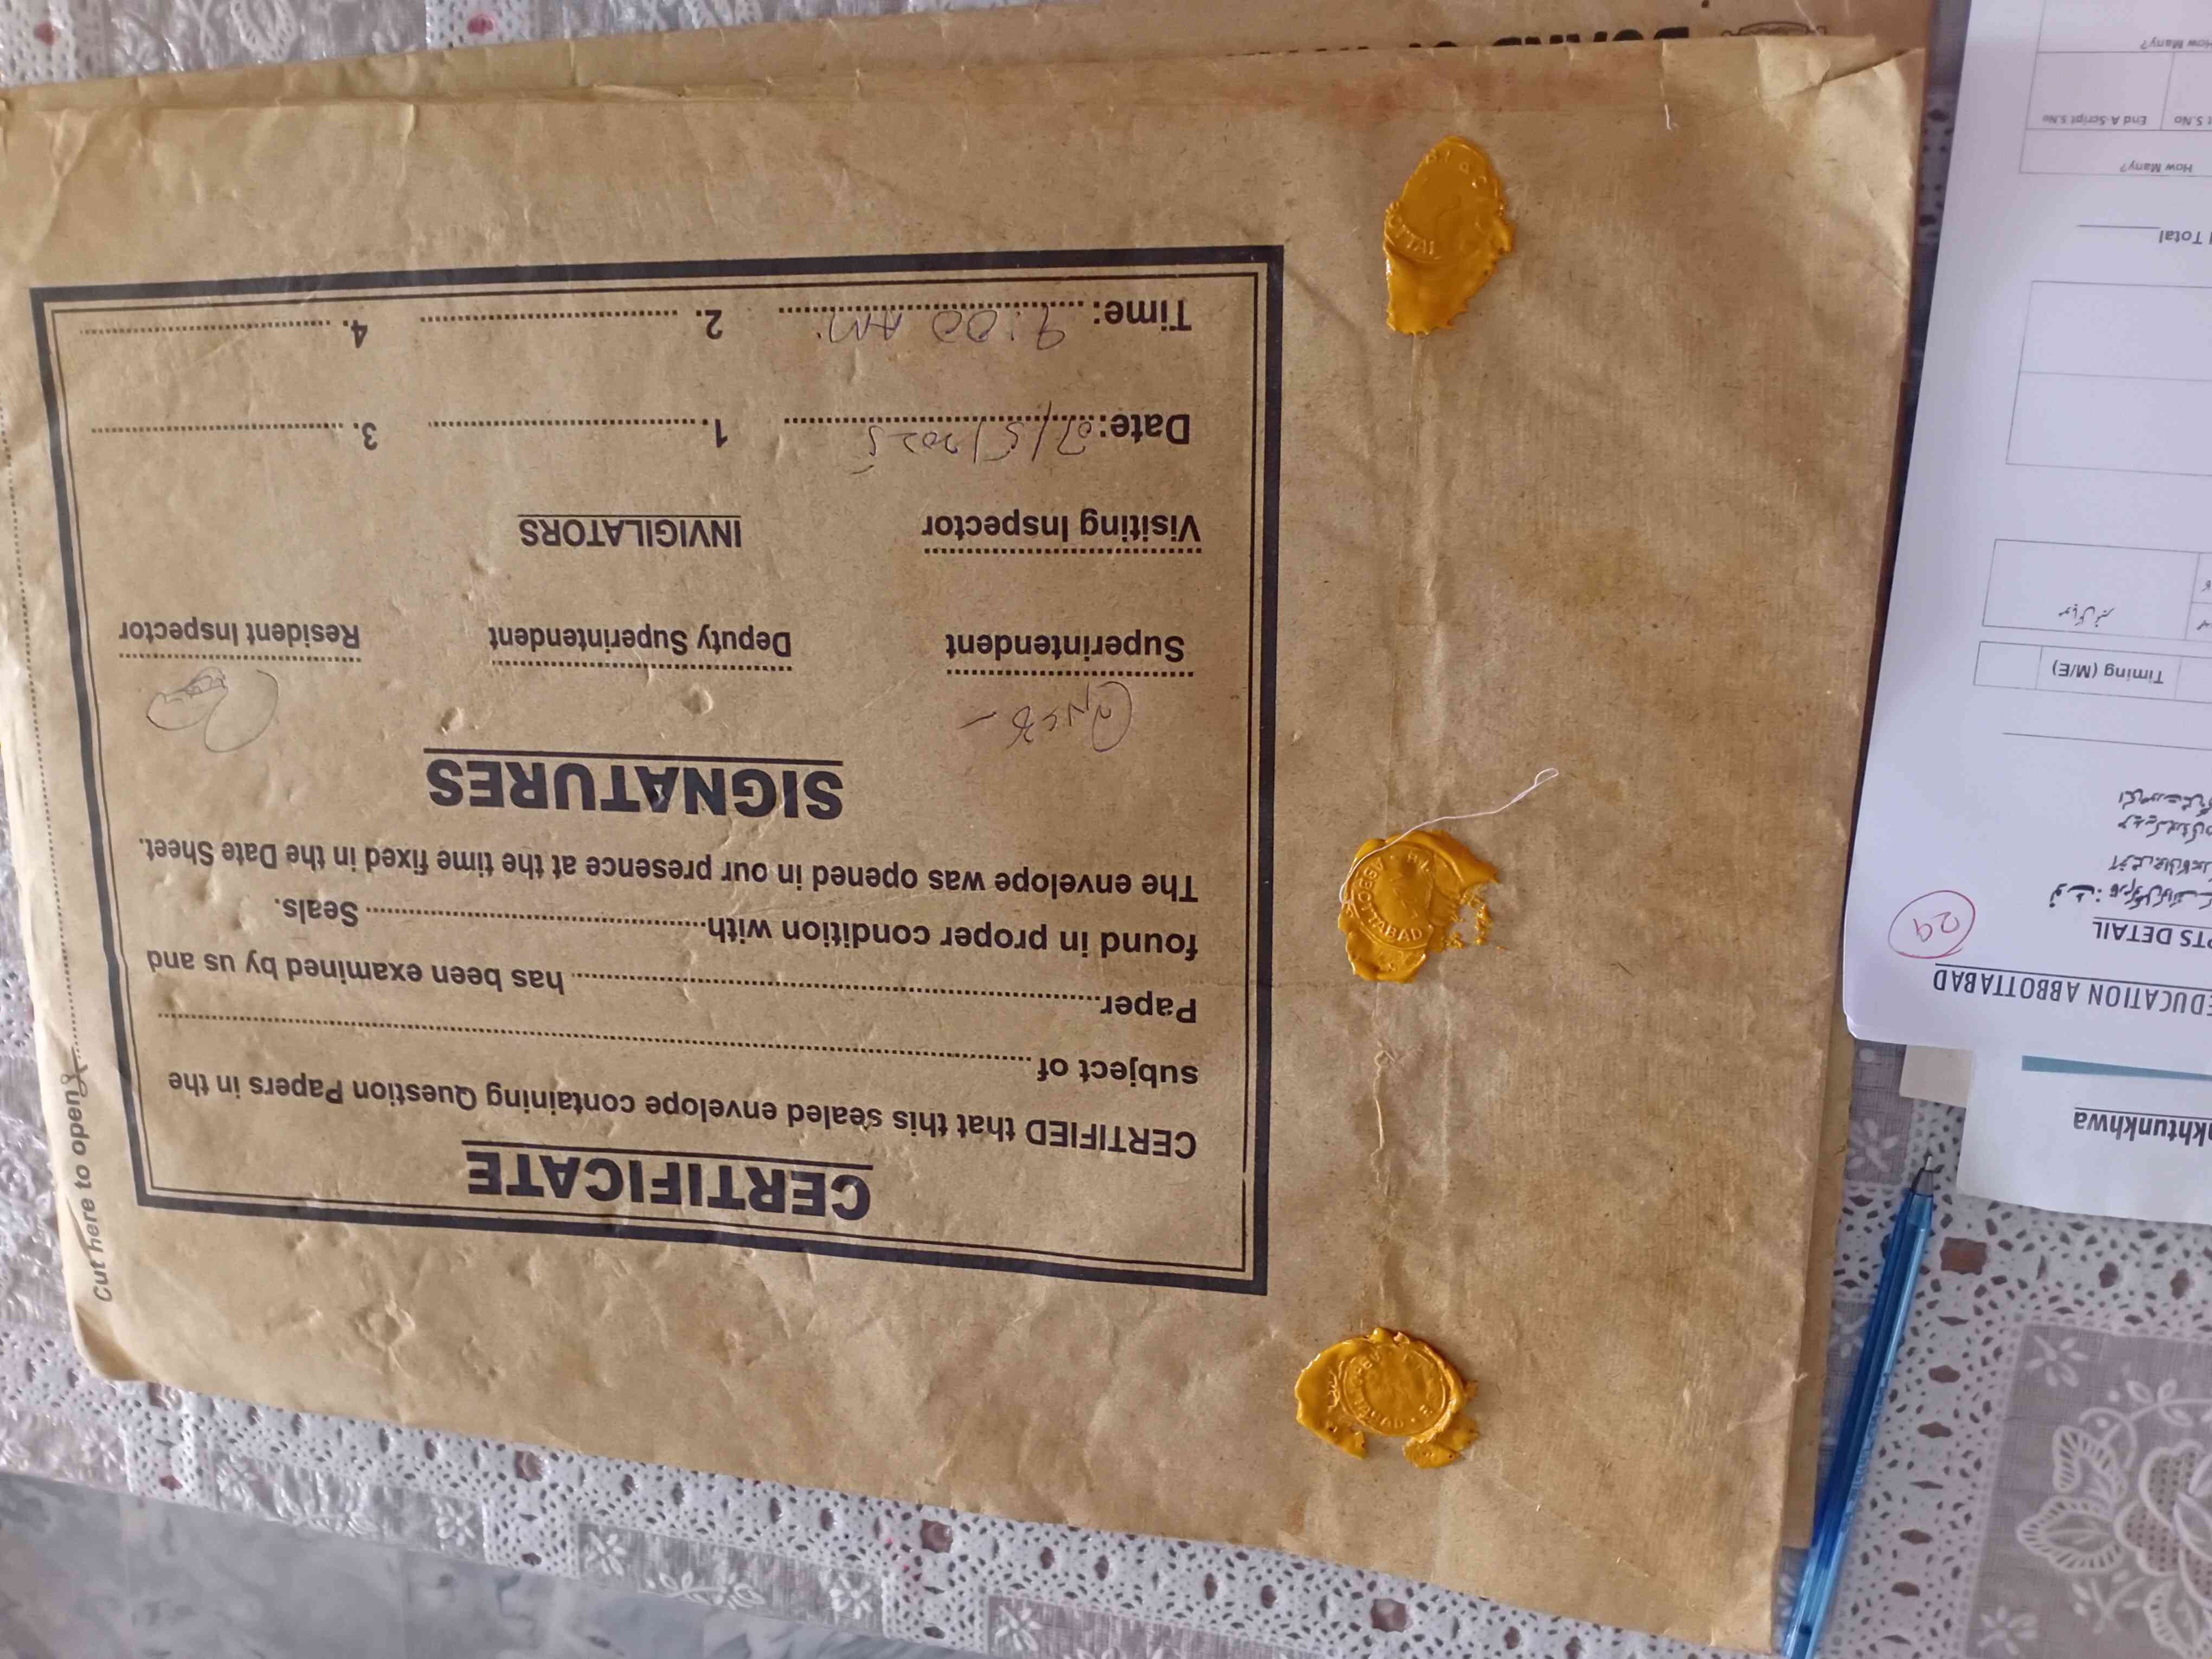 CERTIFICATE
CERTIFIED that this sealed envelope containing Question Papers in the
subject of
Paper has been examined by us and
found in proper condition with Seals.
The envelope was opened in our presence at the time fixed in the Date Sheet.
SIGNATURES
Superintendent Deputy Superintendent Resident Inspector
Visiting Inspector INVIGILATORS
Date: 07/5/2025 1. 3.
Time: 9:00 AM. 2. 4.
Cut here to open
ABBOTTABAD
khtunkhwa
EDUCATION ABBOTTABAD
PTS DETAIL
29
Timing (M/E)
Total
How Many?
S.No End A-Script S.No
How Many?